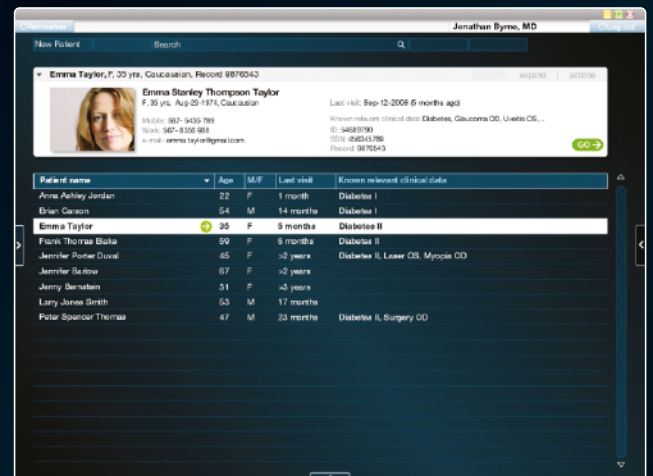 Jonathan Byrne, MD
Log out
New Patient Search
Emma Taylor, F, 35 yrs, Caucassian, Record 9876543
expand | actions
Emma Stanley Thompson Taylor
F, 35 yrs, Aug-29-1974, Caucasian
Last visit: Sep-12-2008 (5 months ago)
Mobile: 567- 5435 799
Known relevant clinical data: Diabetes, Glaucoma OD, Uveitis OS, ...
Work: 567- 8356 980
ID: 54689790
e-mail: emma.taylor@gmail.com
SSN: 456345789
Record: 9876543
GO
Patient name Age M/F Last visit Known relevant clinical data
Anna Ashley Jordan 22 F 1 month Diabetes I
Brian Carson 54 M 14 months Diabetes I
Emma Taylor 35 F 5 months Diabetes II
Frank Thomas Blake 59 F 5 months Diabetes II
Jennifer Porter Duval 45 F >2 years Diabetes II, Laser OS, Myopia OD
Jennifer Barlow 67 F >2 years
Jenny Bernstein 31 F >3 years
Larry Jones Smith 53 M 17 months
Peter Spencer Thomas 47 M 23 months Diabetes II, Surgery OD